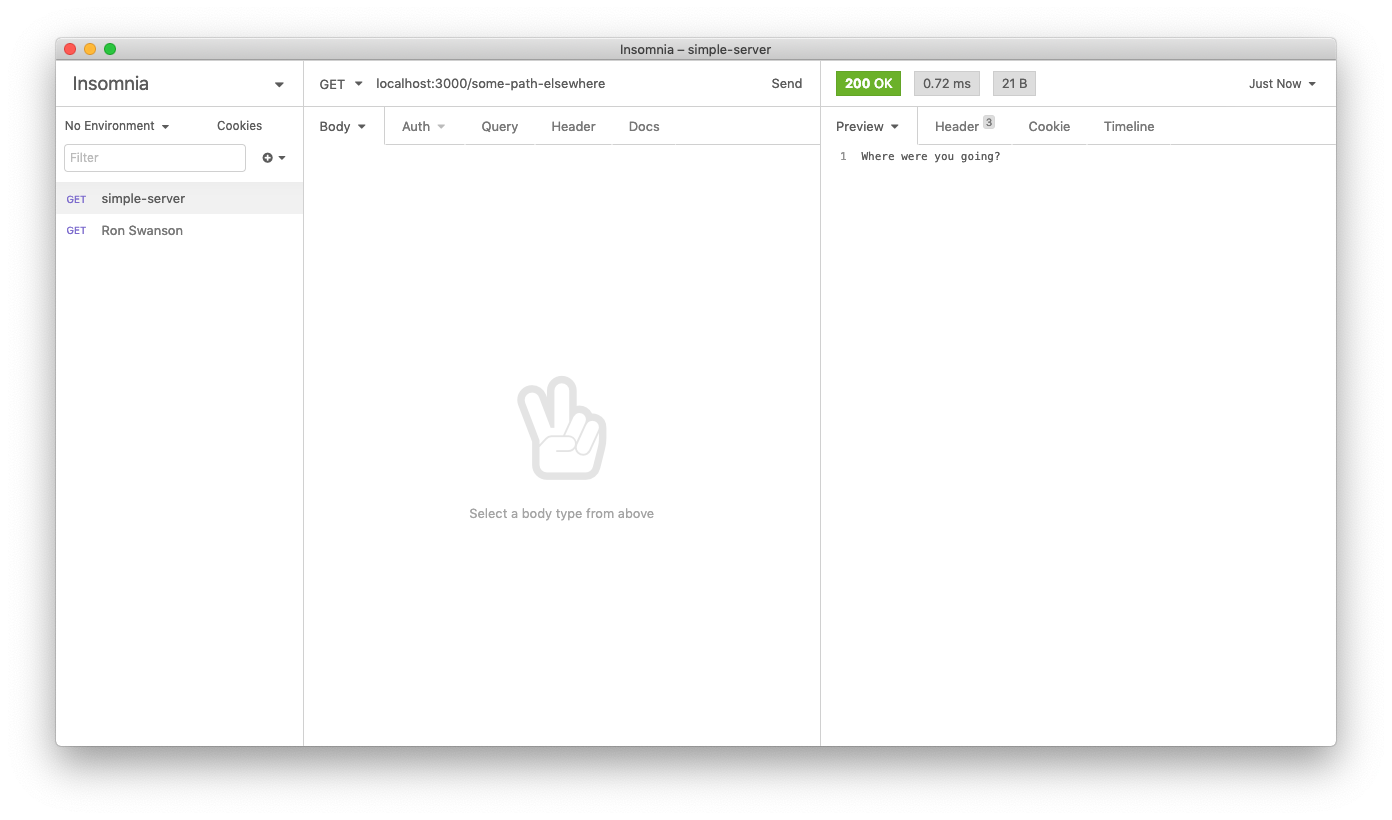 Insomnia – simple-server
Insomnia
GET localhost:3000/some-path-elsewhere Send
200 OK 0.72 ms 21 B Just Now
No Environment Cookies
Body Auth Query Header Docs
Preview Header 3 Cookie Timeline
Filter
1 Where were you going?
GET simple-server
GET Ron Swanson
Select a body type from above